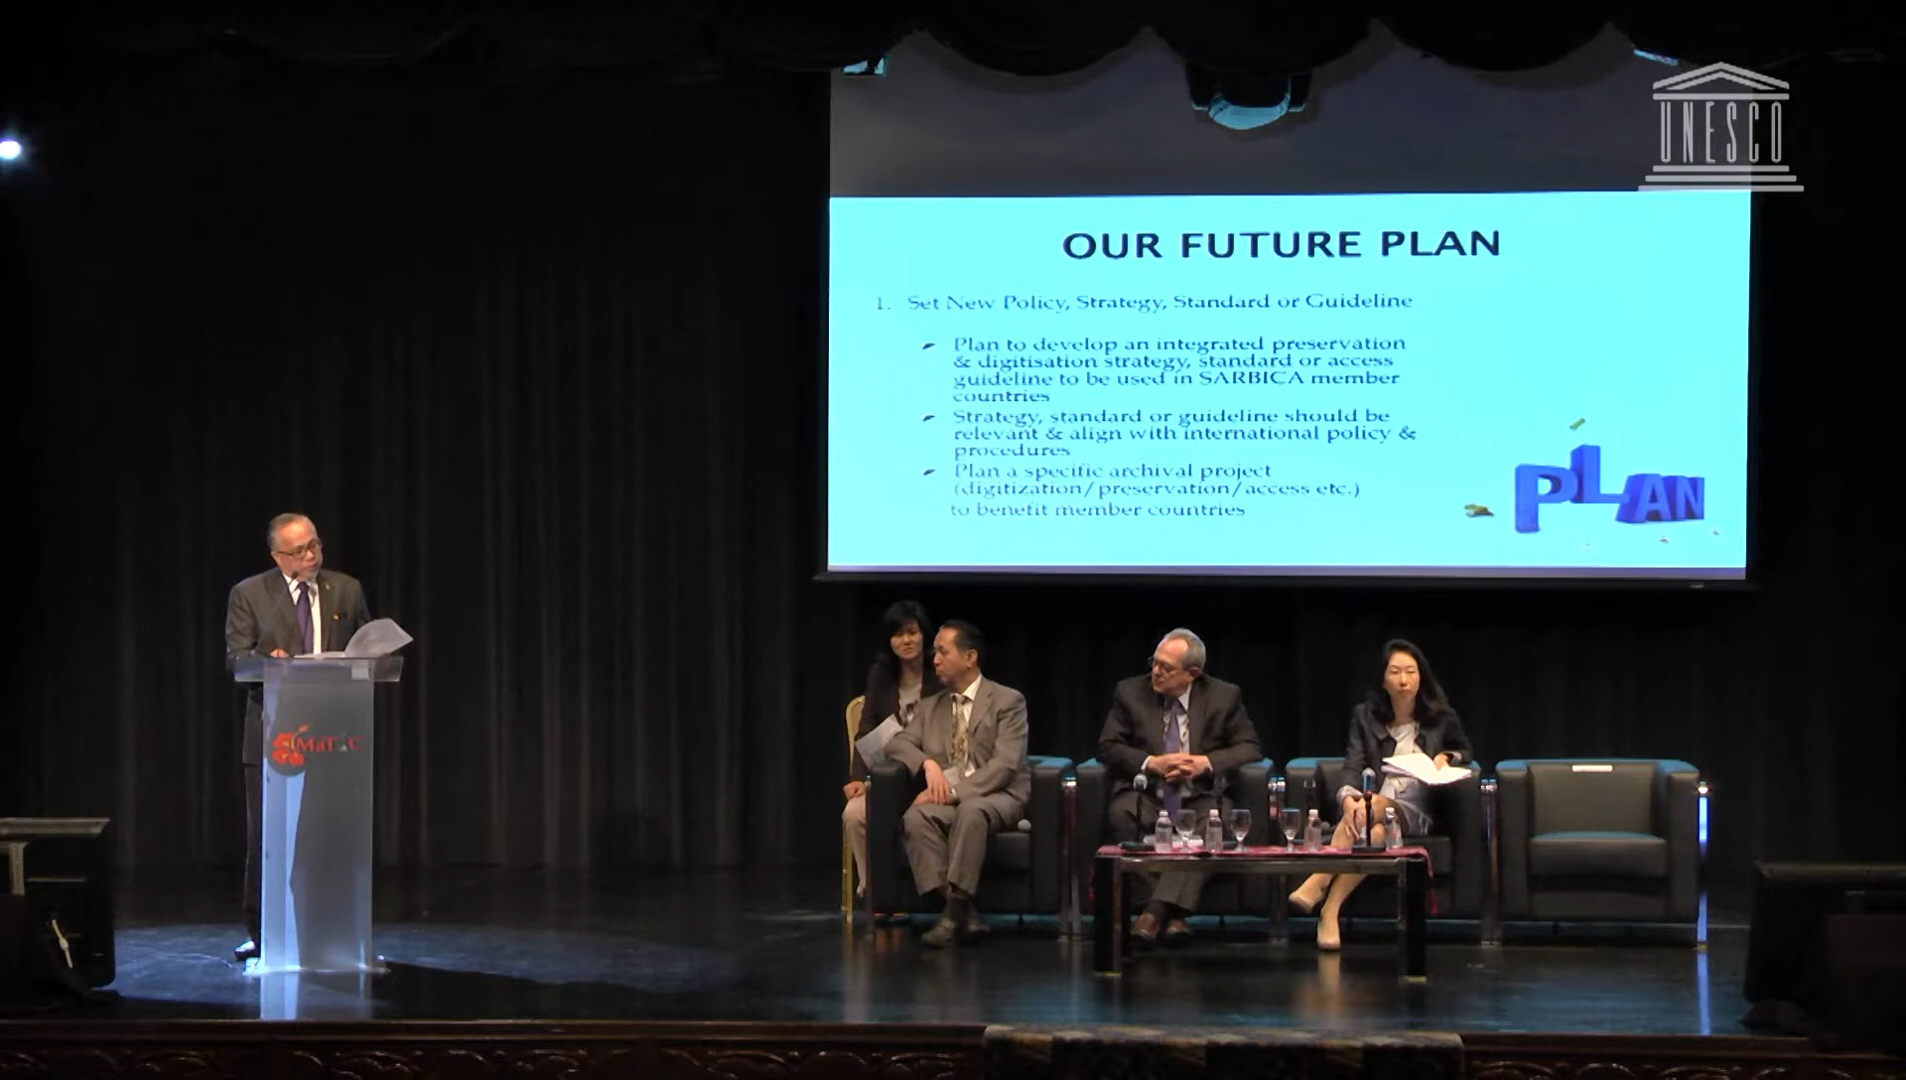 UNESCO
OUR FUTURE PLAN
1. Set New Policy, Strategy, Standard or Guideline
Plan to develop an integrated preservation
& digitisation strategy, standard or access
guideline to be used in SARBICA member
countries
Strategy, standard or guideline should be
relevant & align with international policy &
procedures
Plan a specific archival project
(digitization/preservation/access etc.)
to benefit member countries
PLAN
MaTiC